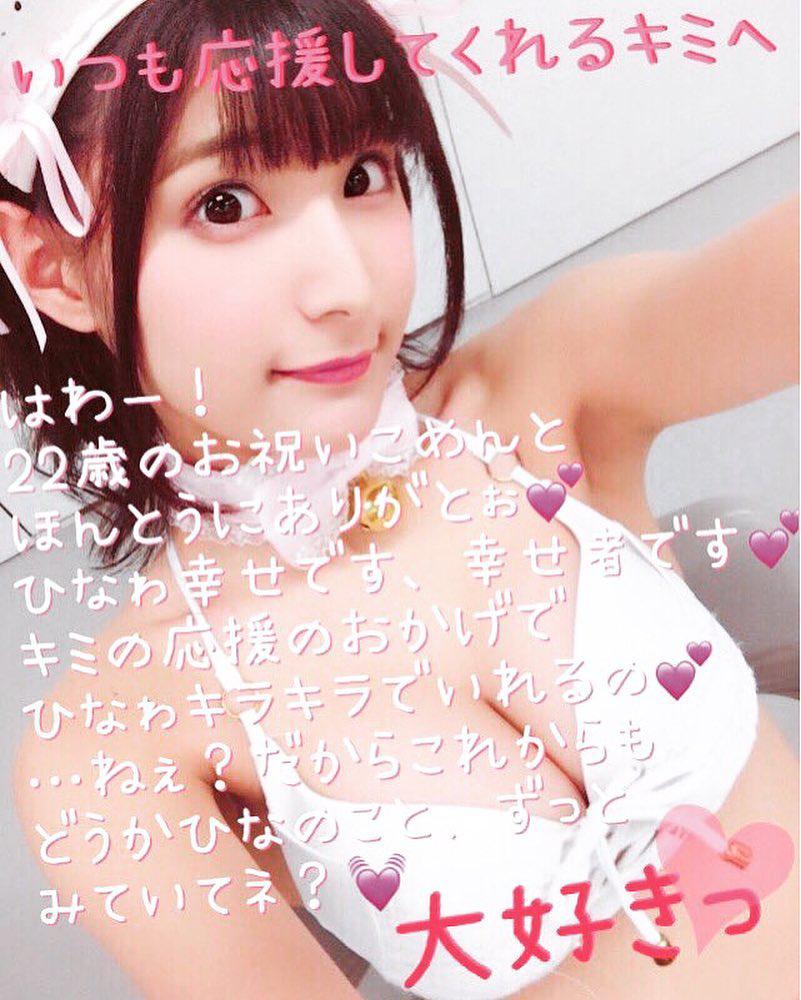 いつも応援してくれるキミへ
はわー！
22歳のお祝いこめんと
ほんとうにありがとぉ💕
ひなゎ幸せです、幸せ者です💕
キミの応援のおかげで
ひなゎキラキラでいれるの💕
…ねぇ？だからこれからも
どうかひなのこと、ずっと
みていてネ？💓
大好きっ